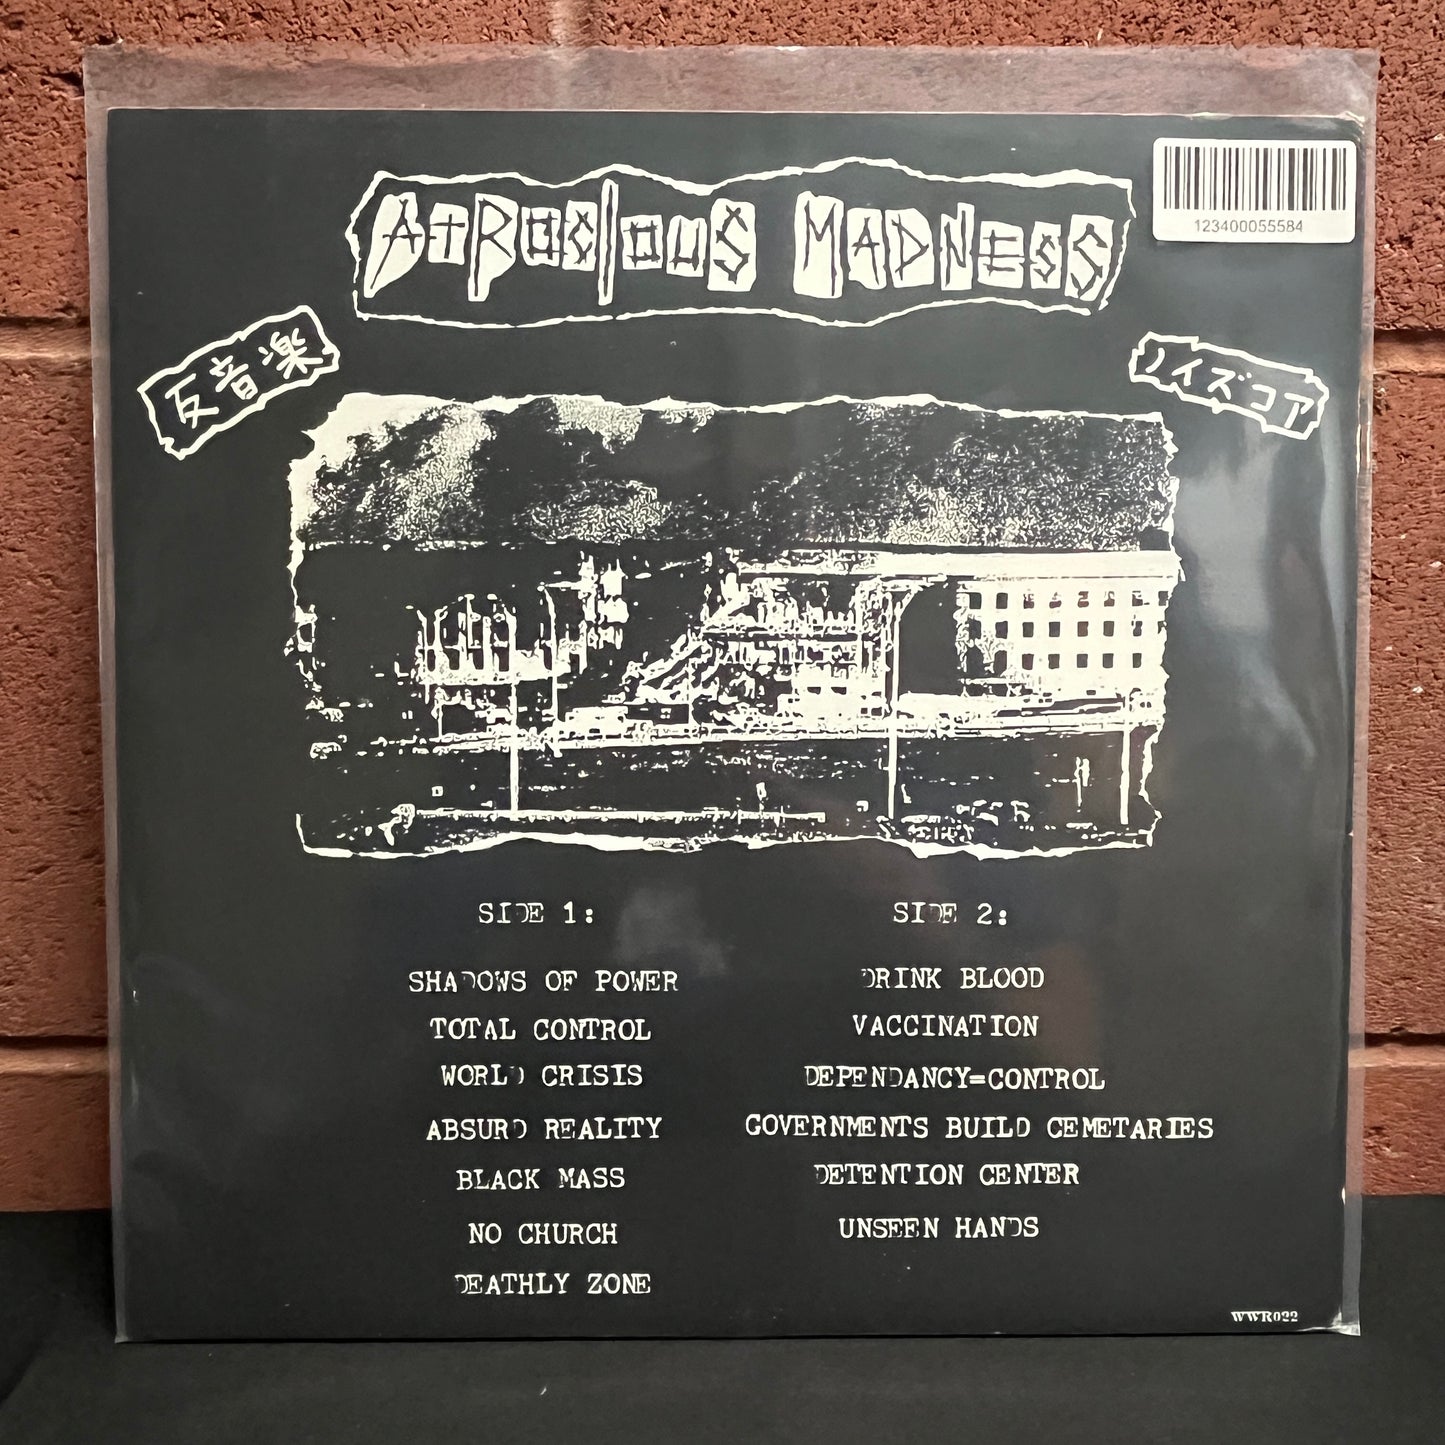 ATROCIOUS MADNESS
123400055584
反音楽
ノイズコア
SIDE 1:
SHADOWS OF POWER
TOTAL CONTROL
WORLD CRISIS
ABSURD REALITY
BLACK MASS
NO CHURCH
DEATHLY ZONE
SIDE 2:
DRINK BLOOD
VACCINATION
DEPENDANCY=CONTROL
GOVERNMENTS BUILD CEMETARIES
DETENTION CENTER
UNSEEN HANDS
WWR022